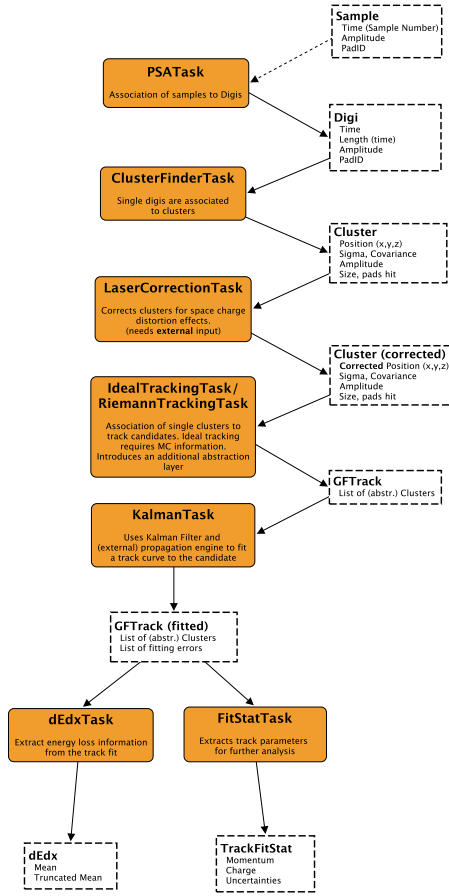 Sample
Time (Sample Number)
Amplitude
PadID
PSATask
Association of samples to Digis
Digi
Time
Length (time)
Amplitude
PadID
ClusterFinderTask
Single digis are associated
to clusters
Cluster
Position (x,y,z)
Sigma, Covariance
Amplitude
Size, pads hit
LaserCorrectionTask
Corrects clusters for space charge
distortion effects.
(needs external input)
Cluster (corrected)
Corrected Position (x,y,z)
Sigma, Covariance
Amplitude
Size, pads hit
IdealTrackingTask/
RiemannTrackingTask
Association of single clusters to
track candidates. Ideal tracking
requires MC information.
Introduces an additional abstraction
layer
GFTrack
List of (abstr.) Clusters
KalmanTask
Uses Kalman Filter and
(external) propagation engine to fit
a track curve to the candidate
GFTrack (fitted)
List of (abstr.) Clusters
List of fitting errors
dEdxTask
Extract energy loss information
from the track fit
FitStatTask
Extracts track parameters
for further analysis
dEdx
Mean
Truncated Mean
TrackFitStat
Momentum
Charge
Uncertainties